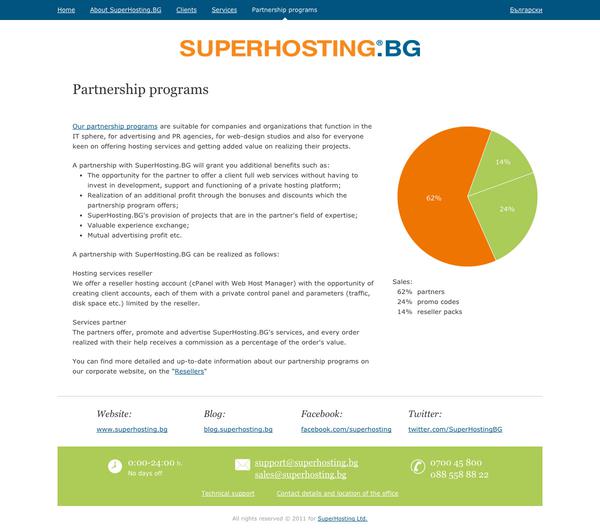 Home About SuperHosting.BG Clients Services Partnership programs Български
SUPERHOSTING®.BG
Partnership programs
Our partnership programs are suitable for companies and organizations that function in the
IT sphere, for advertising and PR agencies, for web-design studios and also for everyone
keen on offering hosting services and getting added value on realizing their projects.
A partnership with SuperHosting.BG will grant you additional benefits such as:
• The opportunity for the partner to offer a client full web services without having to
invest in development, support and functioning of a private hosting platform;
• Realization of an additional profit through the bonuses and discounts which the
partnership program offers;
• SuperHosting.BG's provision of projects that are in the partner's field of expertise;
• Valuable experience exchange;
• Mutual advertising profit etc.
A partnership with SuperHosting.BG can be realized as follows:
Hosting services reseller
We offer a reseller hosting account (cPanel with Web Host Manager) with the opportunity of
creating client accounts, each of them with a private control panel and parameters (traffic,
disk space etc.) limited by the reseller.
Services partner
The partners offer, promote and advertise SuperHosting.BG's services, and every order
realized with their help receives a commission as a percentage of the order's value.
You can find more detailed and up-to-date information about our partnership programs on
our corporate website, on the "Resellers"
14%
62%
24%
Sales:
62% partners
24% promo codes
14% reseller packs
Website: Blog: Facebook: Twitter:
www.superhosting.bg blog.superhosting.bg facebook.com/superhosting twitter.com/SuperHostingBG
0:00-24:00 h. support@superhosting.bg 0700 45 800
No days off sales@superhosting.bg 088 558 88 22
Technical support Contact details and location of the office
All rights reserved © 2011 for SuperHosting Ltd.